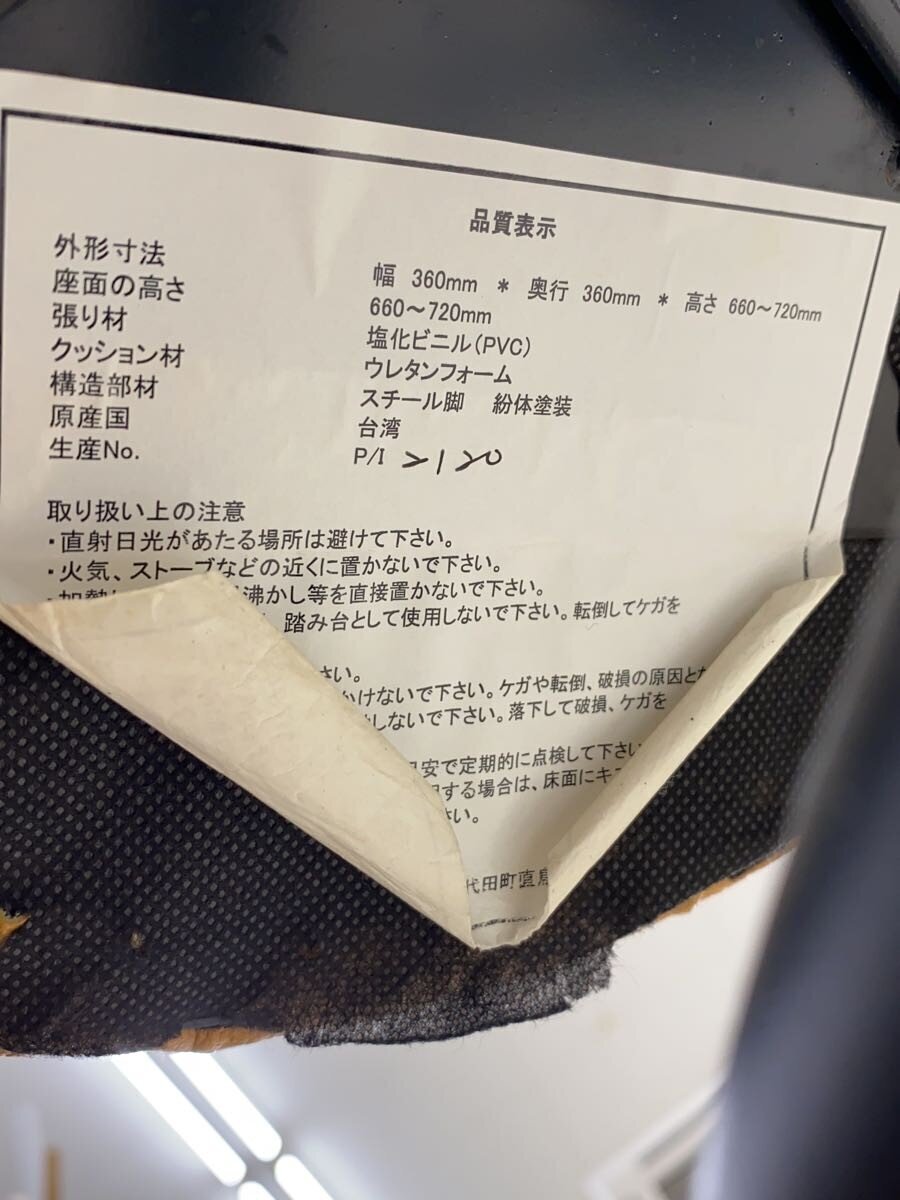 品質表示
外形寸法 幅 360mm * 奥行 360mm * 高さ 660～720mm
座面の高さ 660～720mm
張り材 塩化ビニル(PVC)
クッション材 ウレタンフォーム
構造部材 スチール脚 紛体塗装
原産国 台湾
生産No. P/I
取り扱い上の注意
・直射日光があたる場所は避けて下さい。
・火気、ストーブなどの近くに置かないで下さい。
・加熱 沸かし等を直接置かないで下さい。
踏み台として使用しないで下さい。転倒してケガを
さい。
かけないで下さい。ケガや転倒、破損の原因とな
しないで下さい。落下して破損、ケガを
目安で定期的に点検して下さい
する場合は、床面にキズ
さい。
代田町直鳥